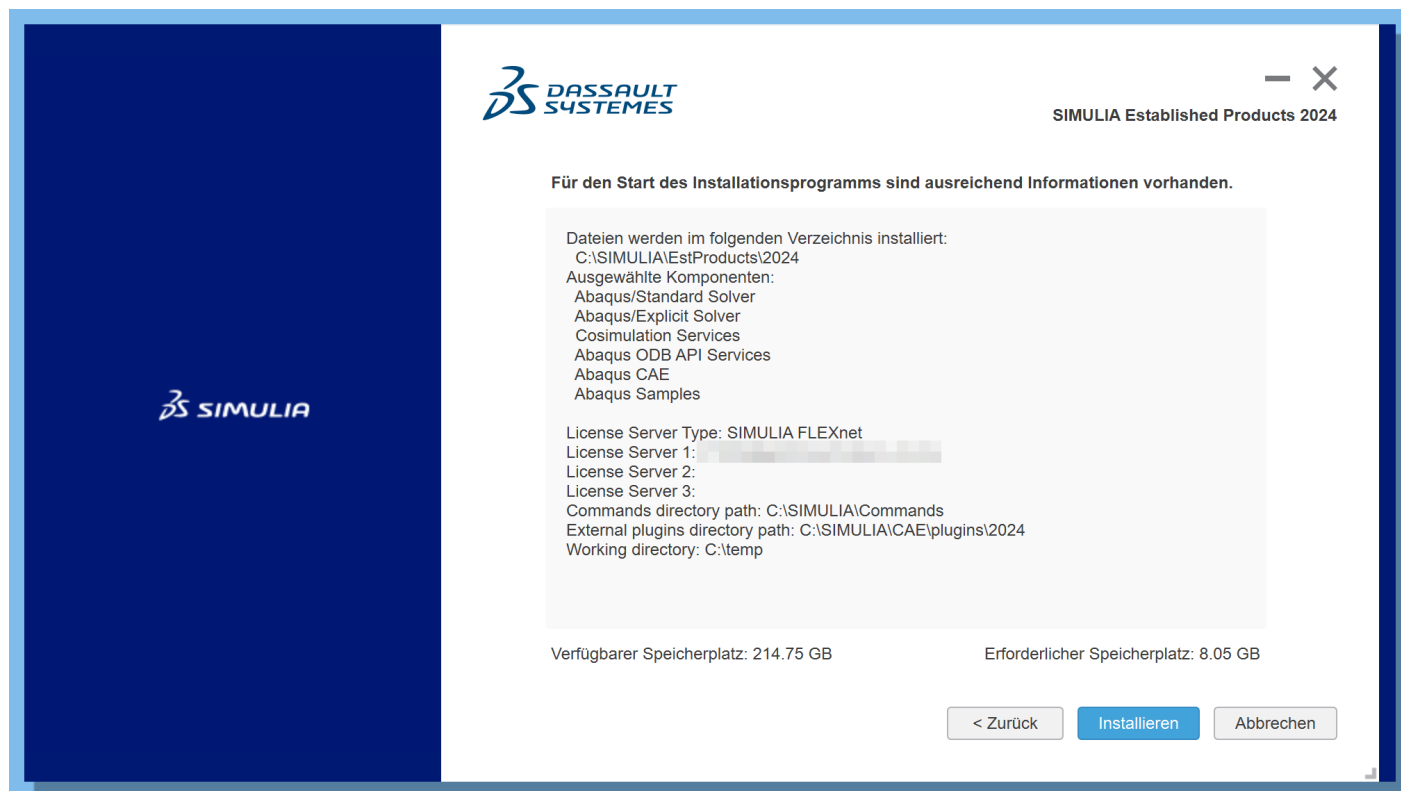 DASSAULT
SYSTEMES
SIMULIA Established Products 2024
Für den Start des Installationsprogramms sind ausreichend Informationen vorhanden.
Dateien werden im folgenden Verzeichnis installiert:
C:\SIMULIA\EstProducts\2024
Ausgewählte Komponenten:
Abaqus/Standard Solver
Abaqus/Explicit Solver
Cosimulation Services
Abaqus ODB API Services
Abaqus CAE
Abaqus Samples
License Server Type: SIMULIA FLEXnet
License Server 1:
License Server 2:
License Server 3:
Commands directory path: C:\SIMULIA\Commands
External plugins directory path: C:\SIMULIA\CAE\plugins\2024
Working directory: C:\temp
SIMULIA
Verfügbarer Speicherplatz: 214.75 GB
Erforderlicher Speicherplatz: 8.05 GB
< Zurück
Installieren
Abbrechen